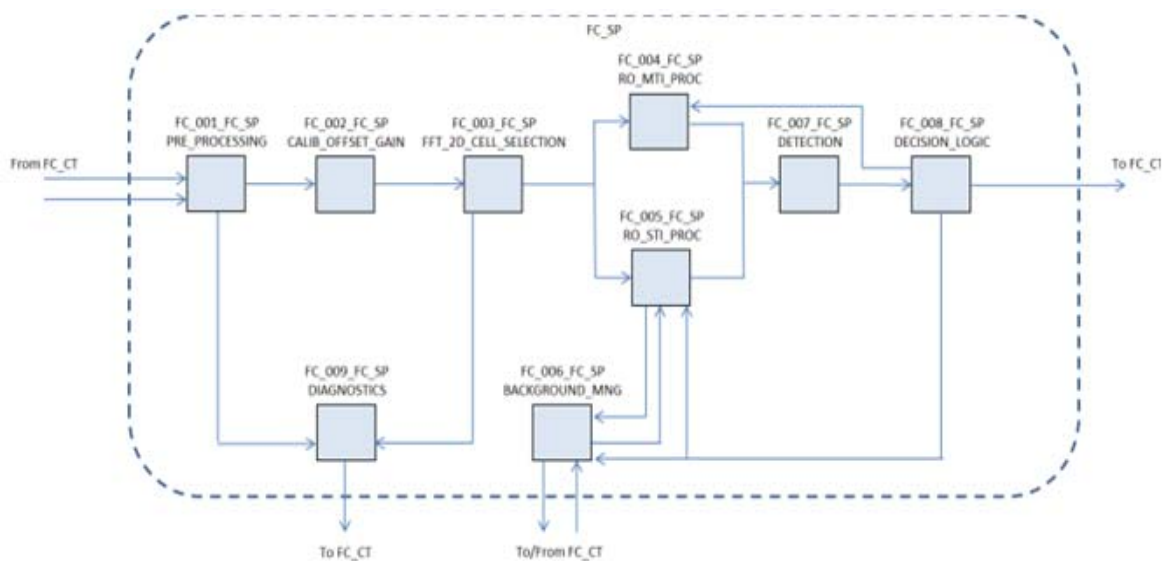 FC_SP
FC_004_FC_SP
RO_MTI_PROC
FC_001_FC_SP
PRE_PROCESSING
FC_002_FC_SP
CALIB_OFFSET_GAIN
FC_003_FC_SP
FFT_2D_CELL_SELECTION
FC_007_FC_SP
DETECTION
FC_008_FC_SP
DECISION_LOGIC
From FC_CT
To FC_CT
FC_005_FC_SP
RO_STI_PROC
FC_009_FC_SP
DIAGNOSTICS
FC_006_FC_SP
BACKGROUND_MNG
To FC_CT
To/From FC_CT